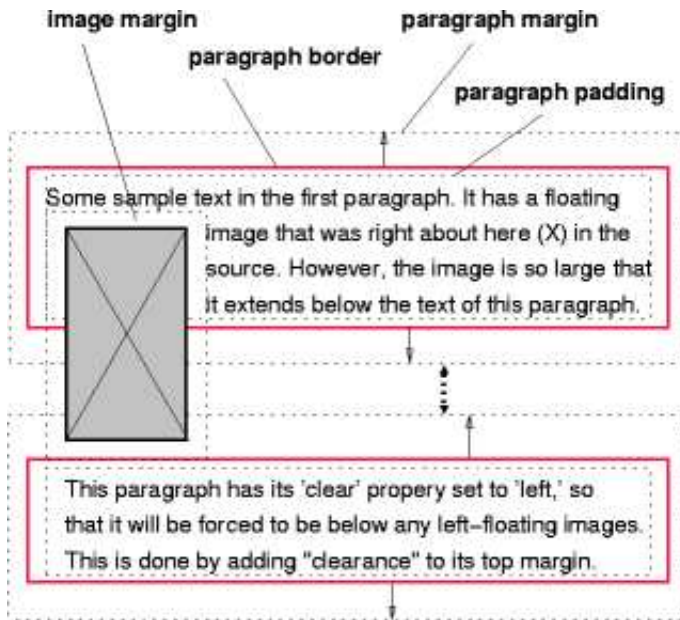 image margin
paragraph margin
paragraph border
paragraph padding
Some sample text in the first paragraph. It has a floating
image that was right about here (X) in the
source. However, the image is so large that
it extends below the text of this paragraph.
This paragraph has its 'clear' propery set to 'left,' so
that it will be forced to be below any left-floating images.
This is done by adding "clearance" to its top margin.